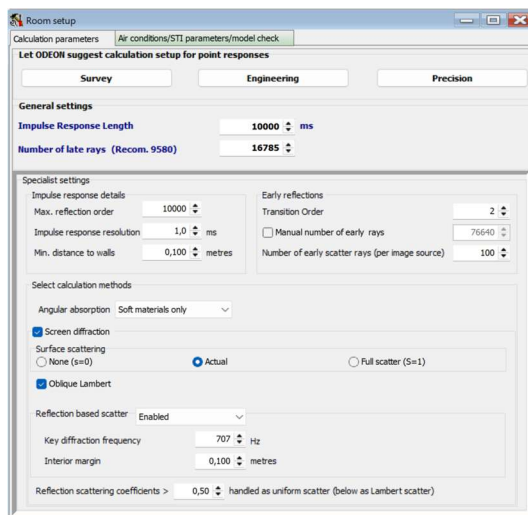 Room setup
Calculation parameters Air conditions/STI parameters/model check
Let ODEON suggest calculation setup for point responses
Survey Engineering Precision
General settings
Impulse Response Length 10000 ms
Number of late rays (Recom. 9580) 16785
Specialist settings
Impulse response details Early reflections
Max. reflection order 10000 Transition Order 2
Impulse response resolution 1,0 ms Manual number of early rays 76640
Min. distance to walls 0,100 metres Number of early scatter rays (per image source) 100
Select calculation methods
Angular absorption Soft materials only
Screen diffraction
Surface scattering
None (s=0) Actual Full scatter (S=1)
Oblique Lambert
Reflection based scatter Enabled
Key diffraction frequency 707 Hz
Interior margin 0,100 metres
Reflection scattering coefficients > 0,50 handled as uniform scatter (below as Lambert scatter)